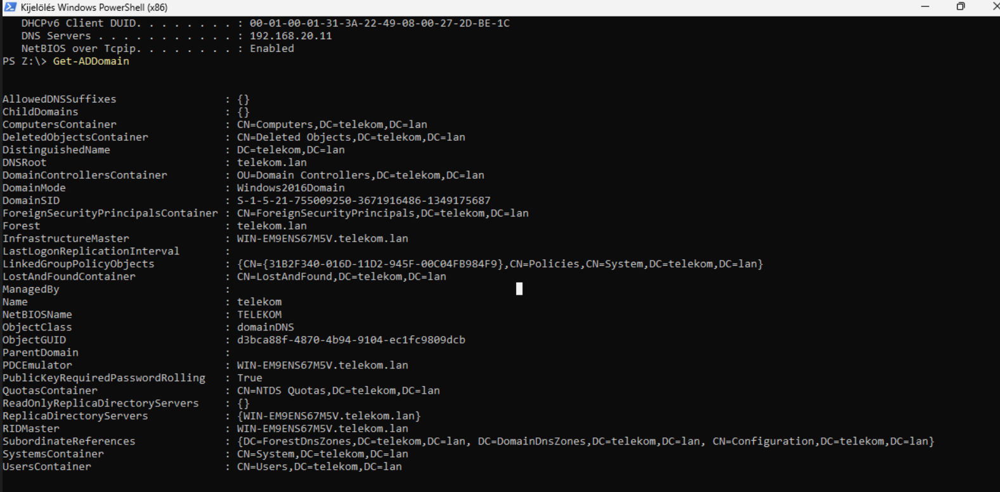 Kijelölés Windows PowerShell (x86)
DHCPv6 Client DUID. . . . . . . . : 00-01-00-01-31-3A-22-49-08-00-27-2D-BE-1C
DNS Servers . . . . . . . . . . . : 192.168.20.11
NetBIOS over Tcpip. . . . . . . . : Enabled
PS Z:\> Get-ADDomain
AllowedDNSSuffixes : {}
ChildDomains : {}
ComputersContainer : CN=Computers,DC=telekom,DC=lan
DeletedObjectsContainer : CN=Deleted Objects,DC=telekom,DC=lan
DistinguishedName : DC=telekom,DC=lan
DNSRoot : telekom.lan
DomainControllersContainer : OU=Domain Controllers,DC=telekom,DC=lan
DomainMode : Windows2016Domain
DomainSID : S-1-5-21-755009250-3671916486-1349175687
ForeignSecurityPrincipalsContainer : CN=ForeignSecurityPrincipals,DC=telekom,DC=lan
Forest : telekom.lan
InfrastructureMaster : WIN-EM9ENS67M5V.telekom.lan
LastLogonReplicationInterval :
LinkedGroupPolicyObjects : {CN={31B2F340-016D-11D2-945F-00C04FB984F9},CN=Policies,CN=System,DC=telekom,DC=lan}
LostAndFoundContainer : CN=LostAndFound,DC=telekom,DC=lan
ManagedBy :
Name : telekom
NetBIOSName : TELEKOM
ObjectClass : domainDNS
ObjectGUID : d3bca88f-4870-4b94-9104-ec1fc9809dcb
ParentDomain :
PDCEmulator : WIN-EM9ENS67M5V.telekom.lan
PublicKeyRequiredPasswordRolling : True
QuotasContainer : CN=NTDS Quotas,DC=telekom,DC=lan
ReadOnlyReplicaDirectoryServers : {}
ReplicaDirectoryServers : {WIN-EM9ENS67M5V.telekom.lan}
RIDMaster : WIN-EM9ENS67M5V.telekom.lan
SubordinateReferences : {DC=ForestDnsZones,DC=telekom,DC=lan, DC=DomainDnsZones,DC=telekom,DC=lan, CN=Configuration,DC=telekom,DC=lan}
SystemsContainer : CN=System,DC=telekom,DC=lan
UsersContainer : CN=Users,DC=telekom,DC=lan